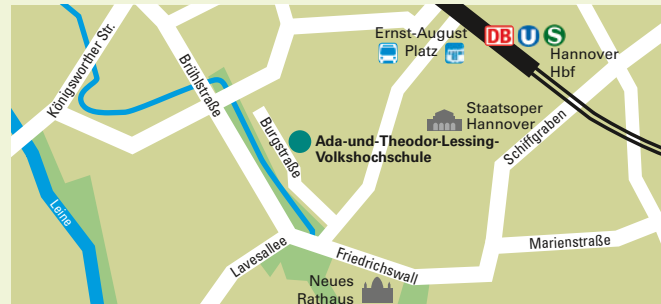 Königsworther Str.
Brühlstraße
Ernst-August
Platz
DB U S
Hannover
Hbf
Staatsoper
Hannover
Schiffgraben
Burgstraße
Ada-und-Theodor-Lessing-
Volkshochschule
Leine
Lavesallee
Friedrichswall
Marienstraße
Neues
Rathaus